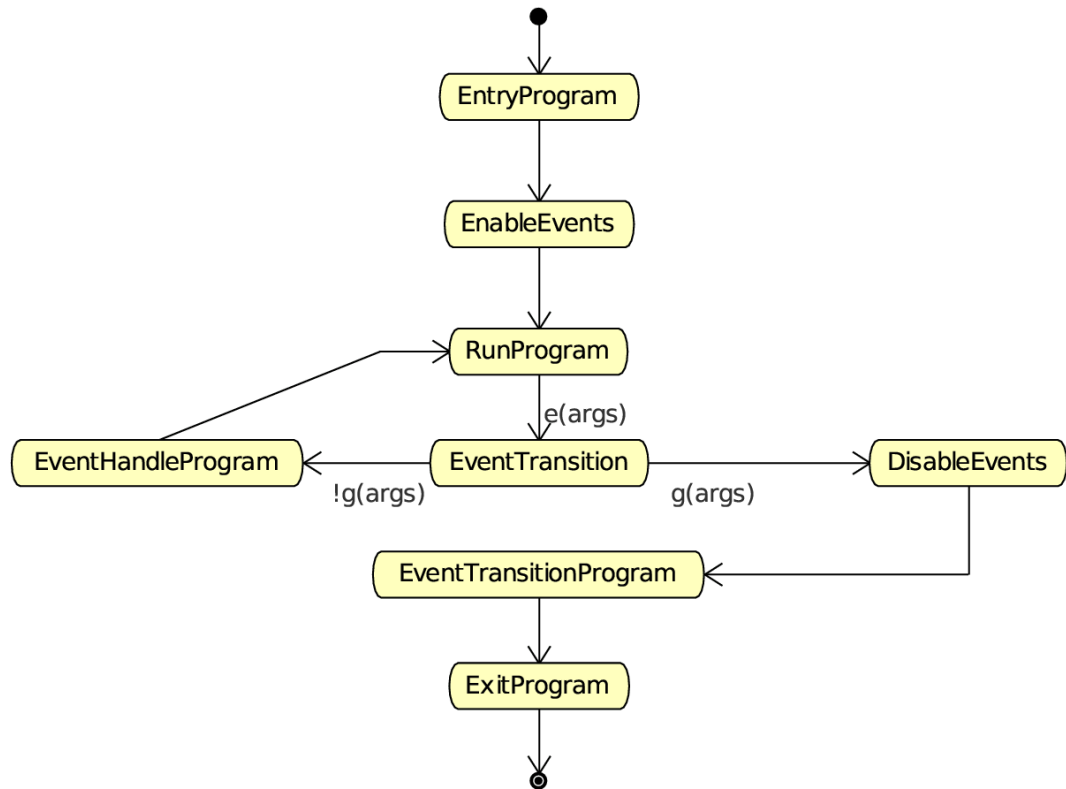 EntryProgram
EnableEvents
RunProgram
e(args)
EventHandleProgram
EventTransition
DisableEvents
!g(args)
g(args)
EventTransitionProgram
ExitProgram